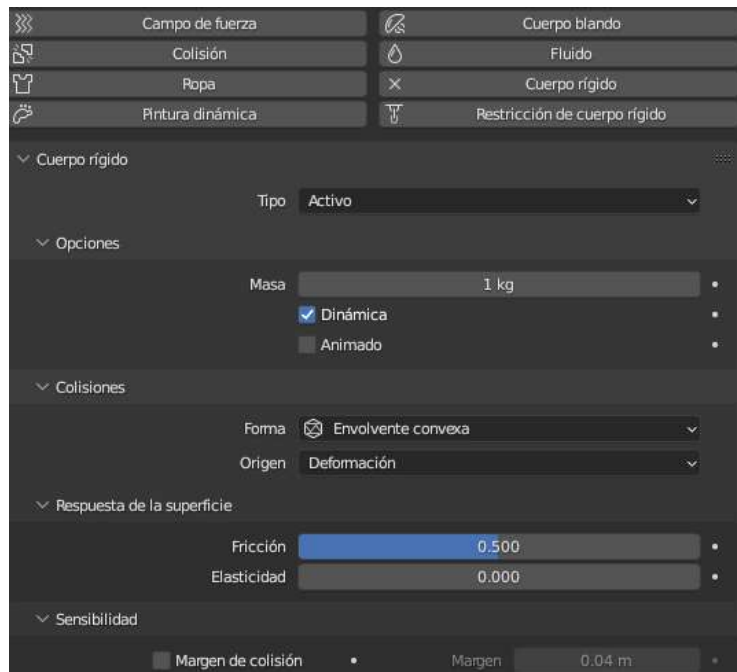 Campo de fuerza Cuerpo blando
Colisión Fluido
Ropa Cuerpo rígido
Pintura dinámica Restricción de cuerpo rígido
Cuerpo rígido
Tipo Activo
Opciones
Masa 1 kg
Dinámica
Animado
Colisiones
Forma Envolvente convexa
Origen Deformación
Respuesta de la superficie
Fricción 0.500
Elasticidad 0.000
Sensibilidad
Margen de colisión Margen 0.04 m